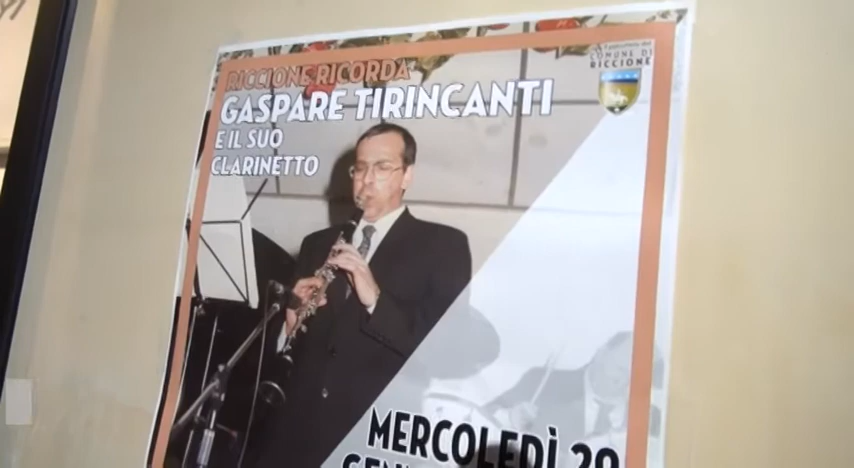 RICCIONE RICORDA
GASPARE TIRINCANTI
E IL SUO
CLARINETTO
COMUNE DI
RICCIONE
MERCOLEDÌ 29